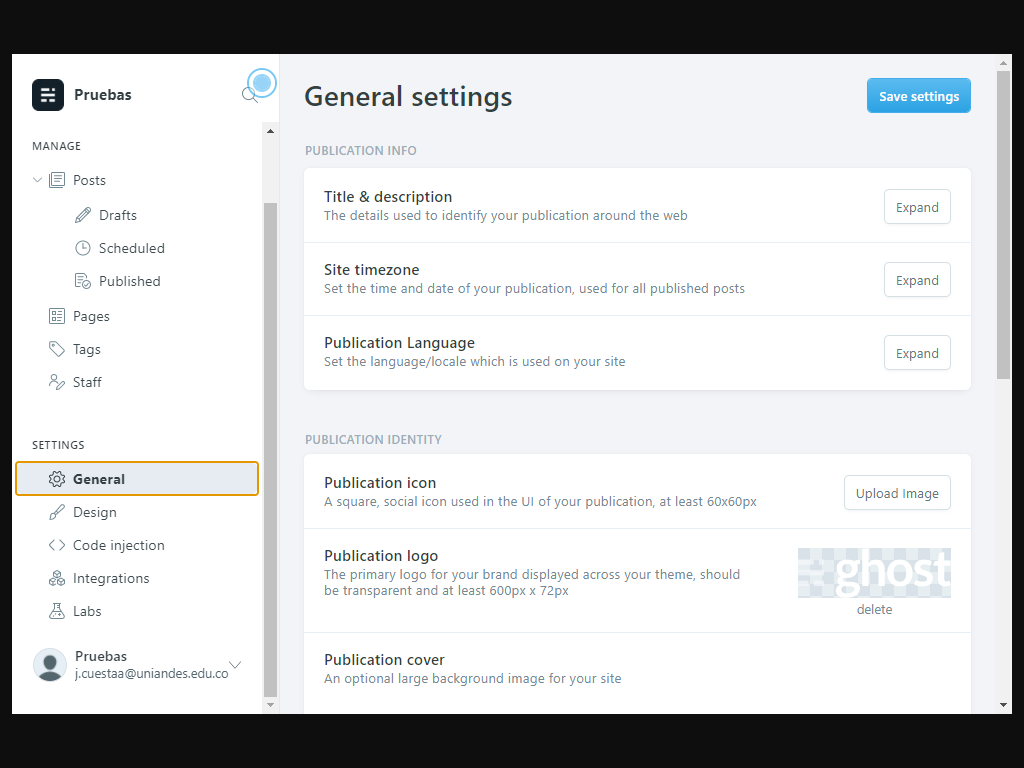 Pruebas
MANAGE
Posts
Drafts
Scheduled
Published
Pages
Tags
Staff
SETTINGS
General
Design
Code injection
Integrations
Labs
Pruebas
j.cuestaa@uniandes.edu.co
General settings
Save settings
PUBLICATION INFO
Title & description
The details used to identify your publication around the web
Expand
Site timezone
Set the time and date of your publication, used for all published posts
Expand
Publication Language
Set the language/locale which is used on your site
Expand
PUBLICATION IDENTITY
Publication icon
A square, social icon used in the UI of your publication, at least 60x60px
Upload Image
Publication logo
The primary logo for your brand displayed across your theme, should
be transparent and at least 600px x 72px
ghost
delete
Publication cover
An optional large background image for your site